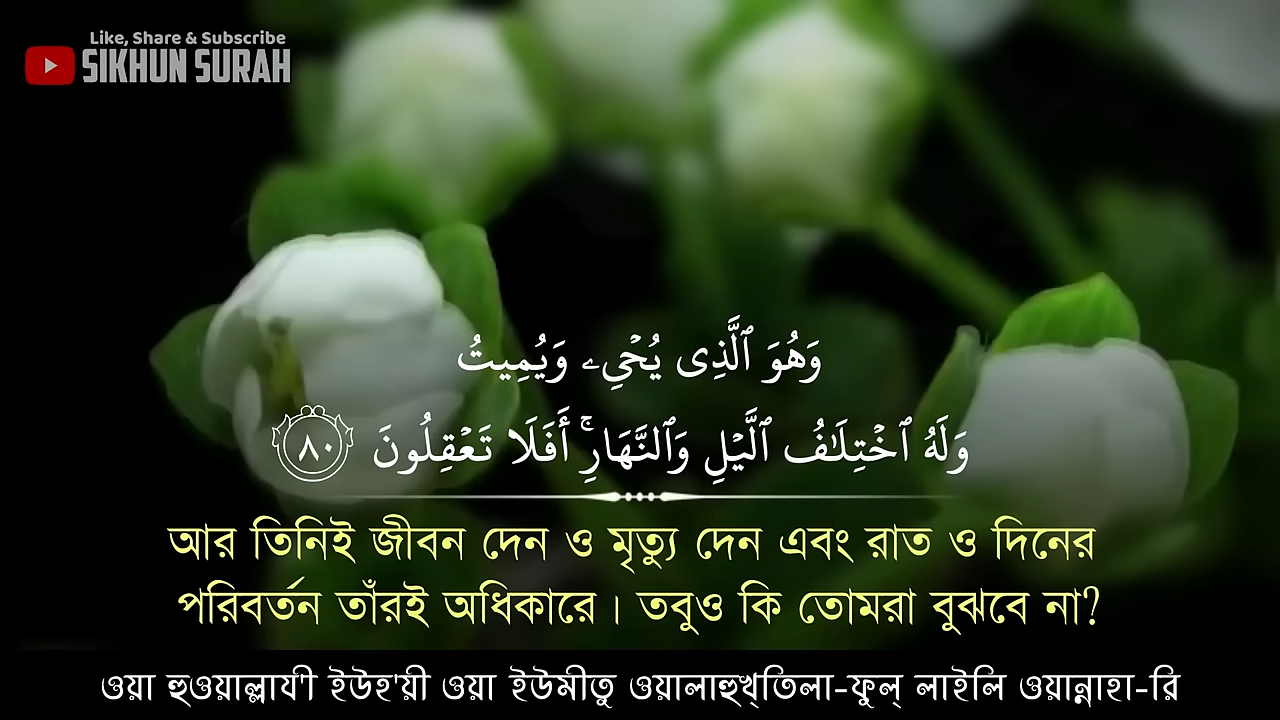 Like, Share & Subscribe
SIKHUN SURAH
وَهُوَ ٱلَّذِى يُحْىِۦ وَيُمِيتُ
وَلَهُ ٱخْتِلَـٰفُ ٱلَّيْلِ وَٱلنَّهَارِ ۚ أَفَلَا تَعْقِلُونَ ٨٠
আর তিনিই জীবন দেন ও মৃত্যু দেন এবং রাত ও দিনের
পরিবর্তন তাঁরই অধিকারে। তবুও কি তোমরা বুঝবে না?
ওয়া হুওয়াল্লাযী ইউহ'য়ী ওয়া ইউমীতু ওয়ালাহুখ্‌তিলা-ফুল্ লাইলি ওয়ান্নাহা-রি